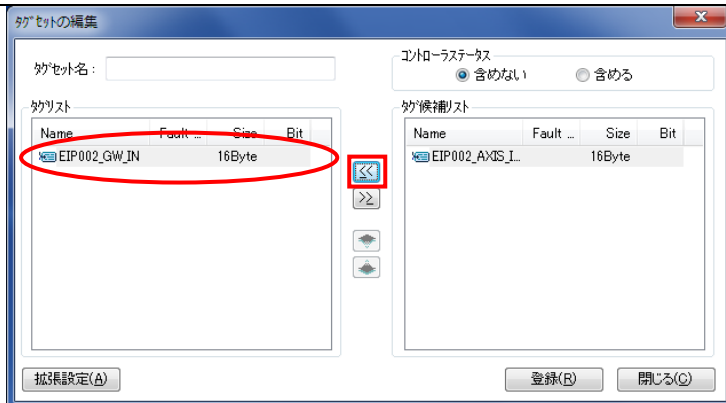 タグセットの編集
タグセット名：
コントローラステータス
含めない 含める
タグリスト
Name Fault ... Size Bit
EIP002_GW_IN 16Byte
<<
>>
タグ候補リスト
Name Fault ... Size Bit
EIP002_AXIS_I... 16Byte
拡張設定(A)
登録(R) 閉じる(C)